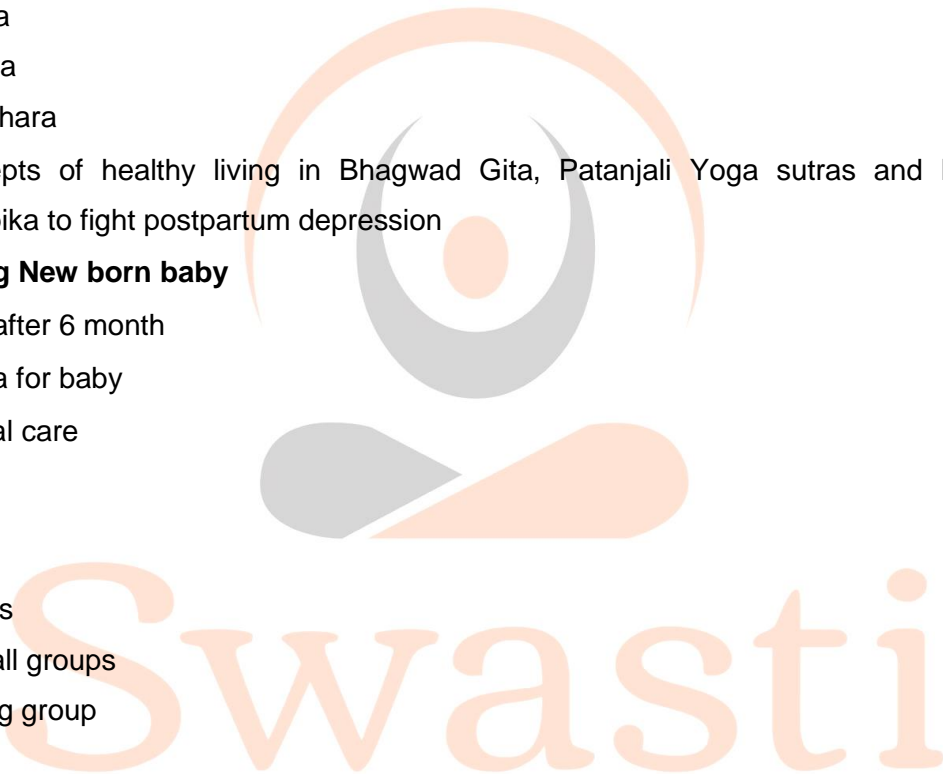 a
a
hara
epts of healthy living in Bhagwad Gita, Patanjali Yoga sutras and
pika to fight postpartum depression
g New born baby
after 6 month
a for baby
al care
s
all groups
g group
Swasti